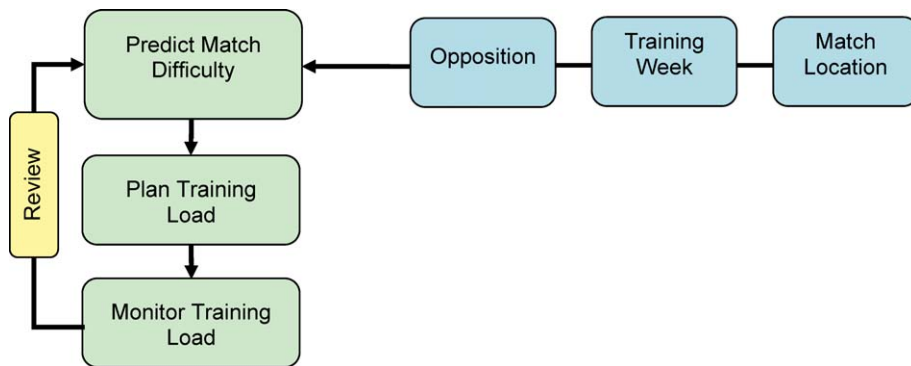 Predict Match
Difficulty
Opposition
Training
Week
Match
Location
Review
Plan Training
Load
Monitor Training
Load